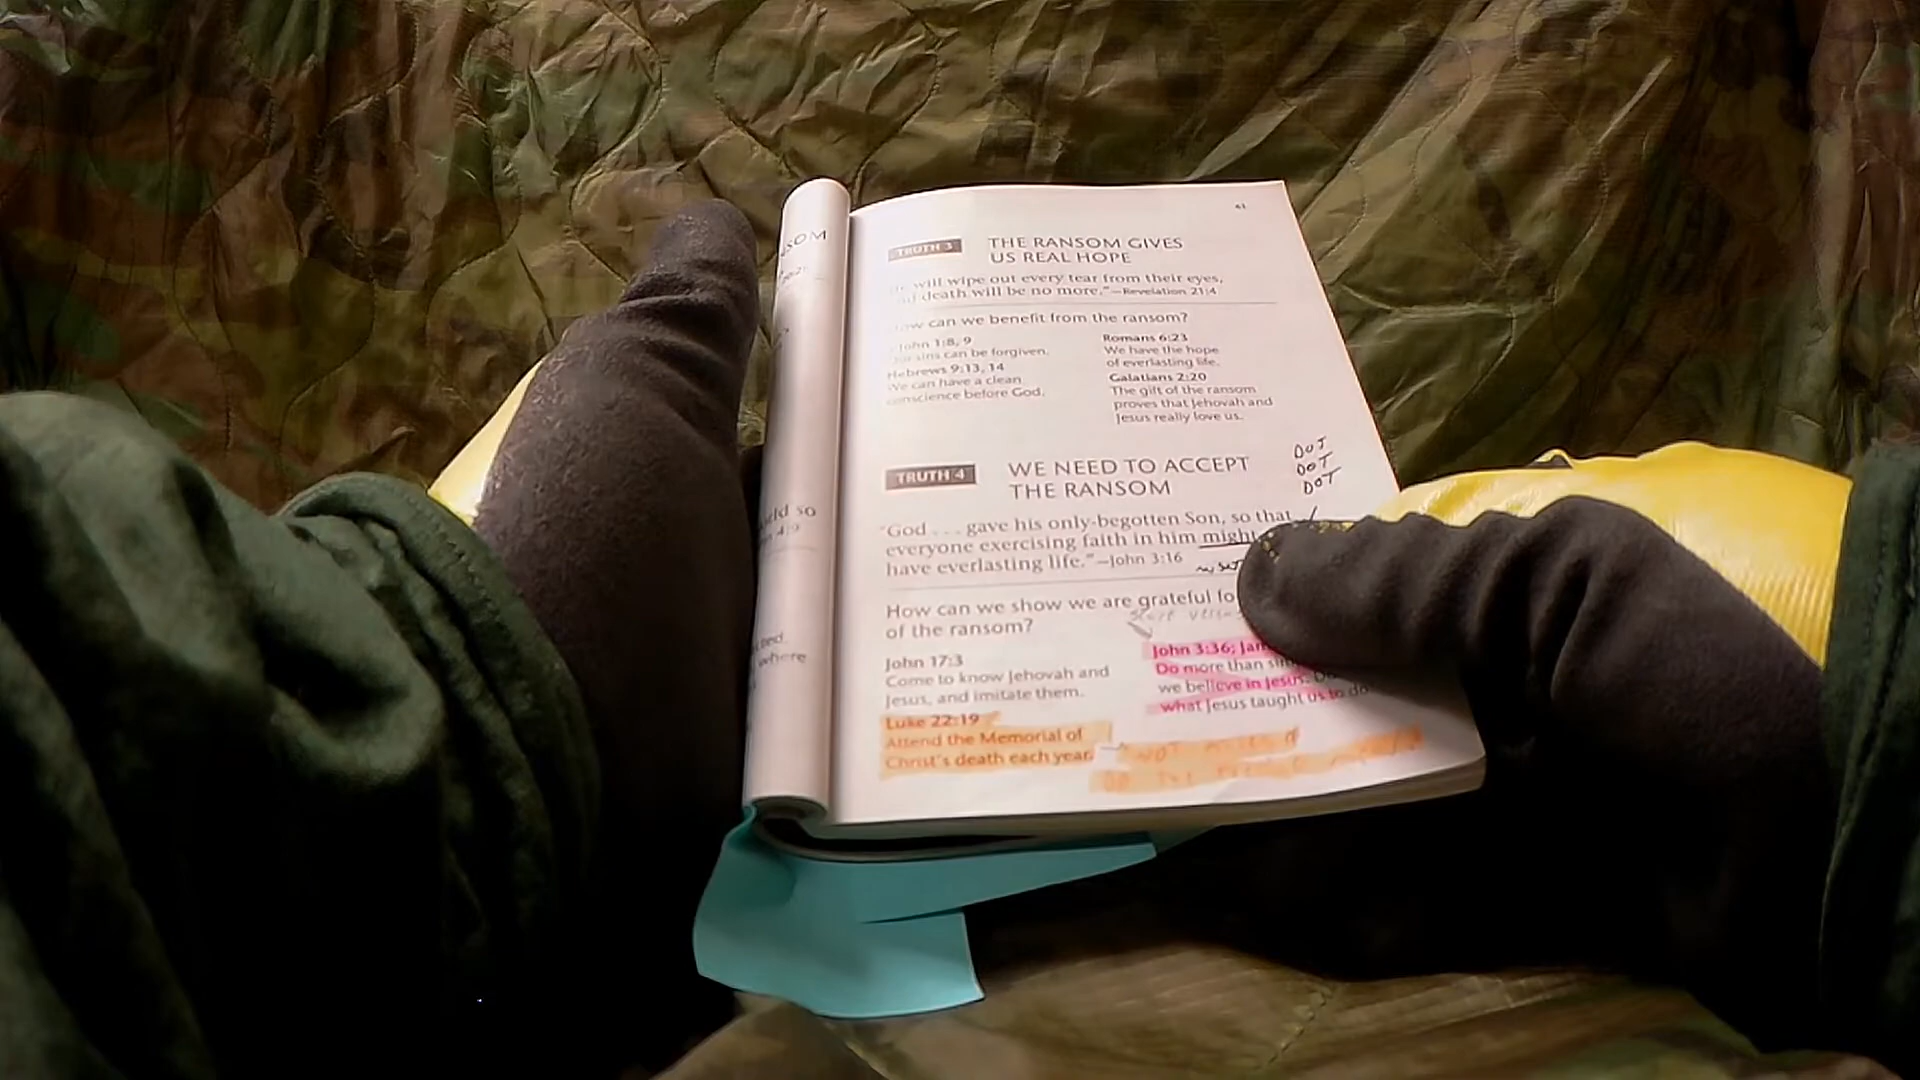 61
TRUTH 3
THE RANSOM GIVES
US REAL HOPE
will wipe out every tear from their eyes,
death will be no more."—Revelation 21:4
can we benefit from the ransom?
John 1:8, 9
sins can be forgiven.
Hebrews 9:13, 14
We can have a clean
conscience before God.
Romans 6:23
We have the hope
of everlasting life.
Galatians 2:20
The gift of the ransom
proves that Jehovah and
Jesus really love us.
TRUTH 4
WE NEED TO ACCEPT
THE RANSOM
DOT
DOT
DOT
"God . . . gave his only-begotten Son, so that
everyone exercising faith in him might
have everlasting life."—John 3:16
How can we show we are grateful
of the ransom?
John 17:3
Come to know Jehovah and
Jesus, and imitate them.
Luke 22:19
Attend the Memorial of
Christ's death each year.
John 3:36;
Do more than
we believe in Jesus.
what Jesus taught us to do
where